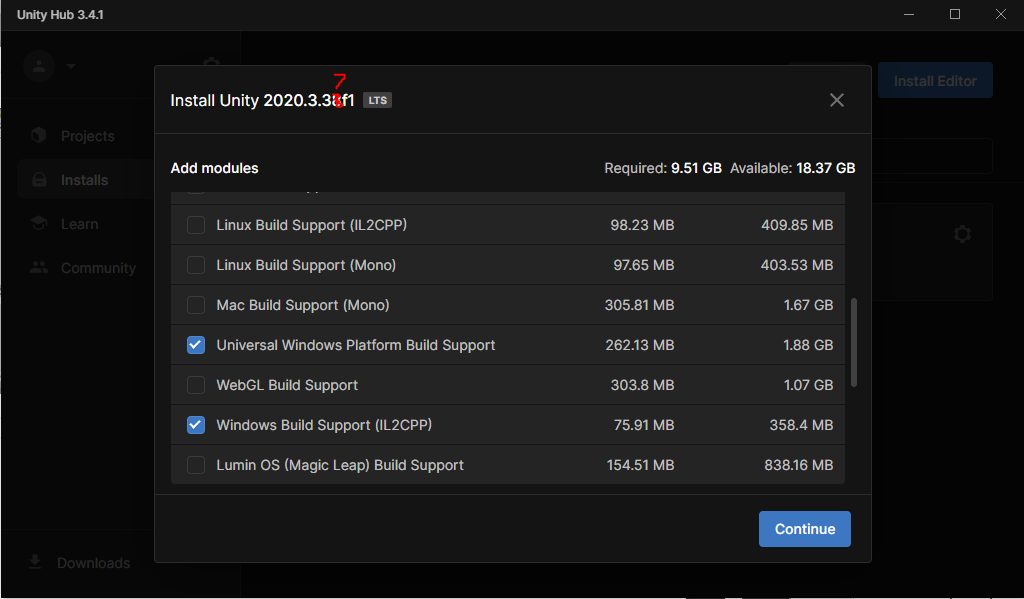 Unity Hub 3.4.1
Install Editor
7
Install Unity 2020.3.38f1 LTS
Projects
Installs
Learn
Community
Downloads
Add modules
Required: 9.51 GB Available: 18.37 GB
Linux Build Support (IL2CPP) 98.23 MB 409.85 MB
Linux Build Support (Mono) 97.65 MB 403.53 MB
Mac Build Support (Mono) 305.81 MB 1.67 GB
Universal Windows Platform Build Support 262.13 MB 1.88 GB
WebGL Build Support 303.8 MB 1.07 GB
Windows Build Support (IL2CPP) 75.91 MB 358.4 MB
Lumin OS (Magic Leap) Build Support 154.51 MB 838.16 MB
Continue